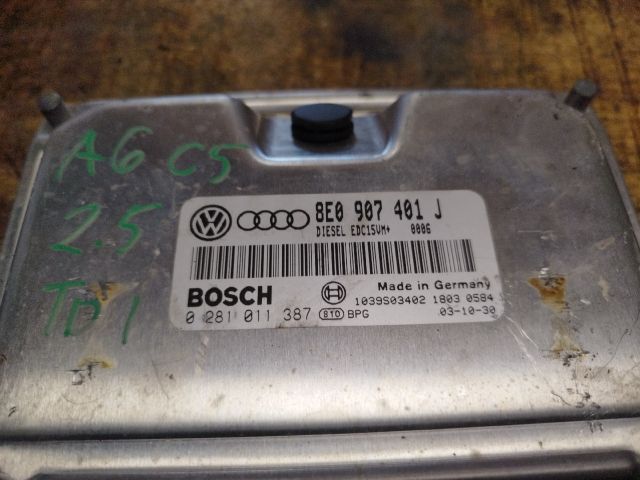 A6 C5
2.5
TDI
8E0 907 401 J
DIESEL EDC15VM+ 0006
BOSCH
Made in Germany
1039S03402 1803 0584
0 281 011 387 810 BPG 03-10-30